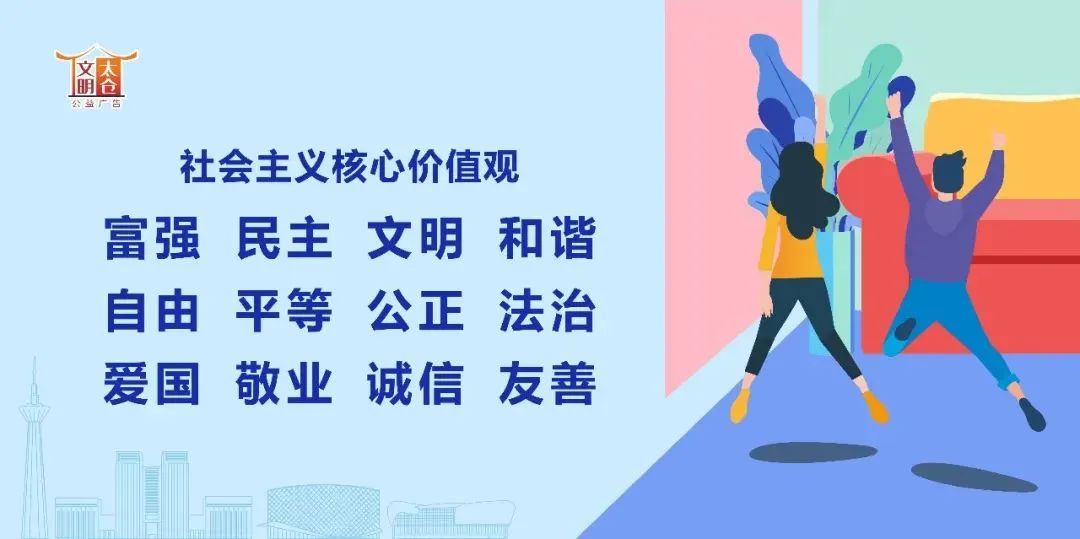 文明太仓
公益广告
社会主义核心价值观
富强 民主 文明 和谐
自由 平等 公正 法治
爱国 敬业 诚信 友善